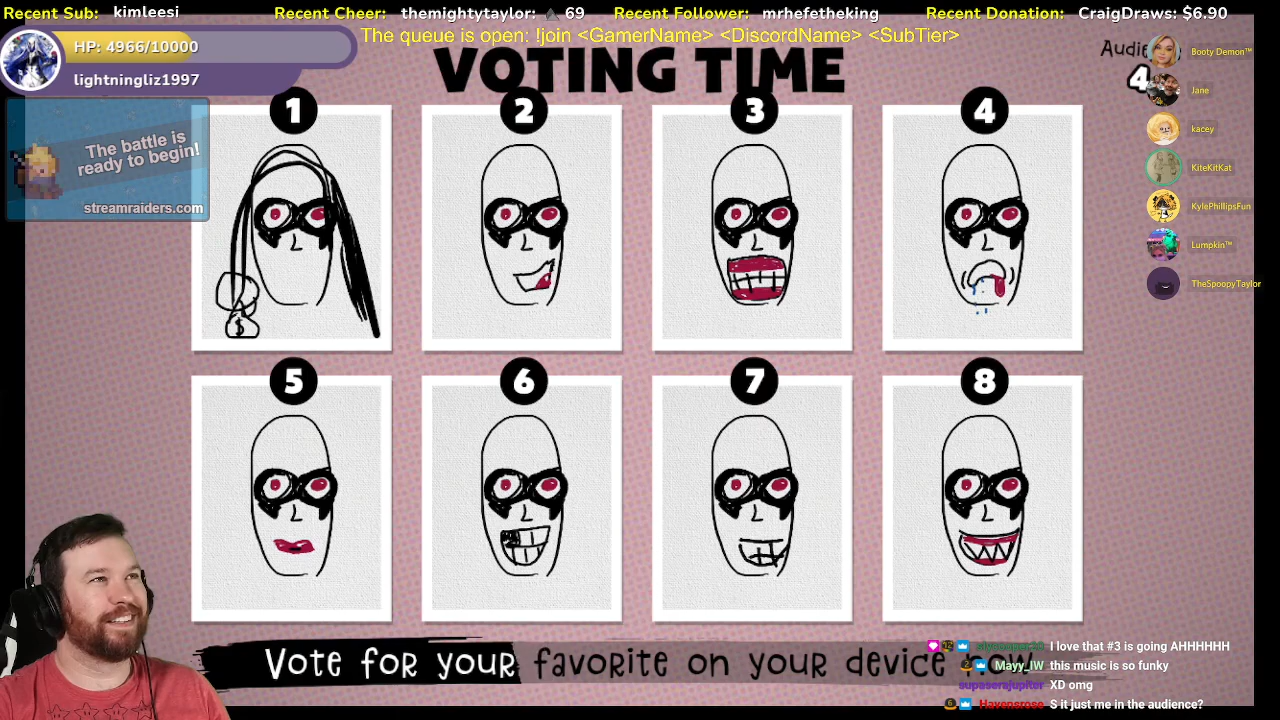 Recent Sub: kimleesi
Recent Cheer: themightytaylor: 69
Recent Follower: mrhefetheking
Recent Donation: CraigDraws: $6.90
The queue is open: !join <GamerName> <DiscordName> <SubTier>
HP: 4966/10000
lightningliz1997
VOTING TIME
4
The battle is
ready to begin!
streamraiders.com
Booty Demon™
Jane
kacey
KiteKitKat
KylePhillipsFun
Lumpkin™
TheSpoopyTaylor
1
2
3
4
$
5
6
7
8
Vote for your favorite on your device
I love that #3 is going AHHHHHH
Mayy_IW this music is so funky
supaserajupiter XD omg
Havensrose S it just me in the audience?